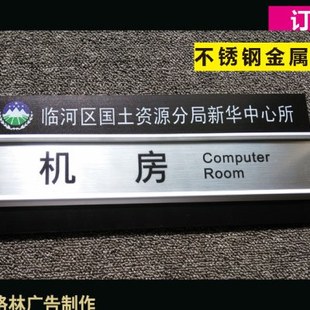 订
不锈钢金属
临河区国土资源分局新华中心所
机 房 Computer
Room
格林广告制作